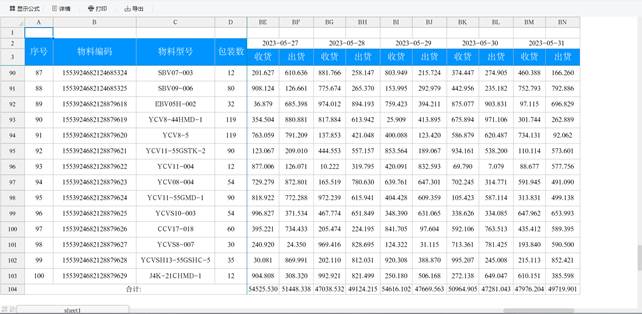 显示公式 详情 打印 导出
A B C D BE BF BG BH BI BJ BK BL BM BN
1
2 2023-05-27 2023-05-28 2023-05-29 2023-05-30 2023-05-31
3 序号 物料编码 物料型号 包装数 收货 出货 收货 出货 收货 出货 收货 出货 收货 出货
90 87 1553924682124685324 SBV07-003 12 201.627 610.636 881.766 258.147 803.949 215.724 374.447 274.905 460.388 166.260
91 88 1553924682124685325 SBV09-006 80 908.124 126.661 775.674 265.370 153.995 292.979 442.956 235.182 752.793 792.886
92 89 1553924682128879618 EBV05H-002 32 36.879 685.398 974.012 894.193 759.423 394.211 875.077 903.831 97.115 696.829
93 90 1553924682128879619 YCV8-44HMD-1 119 354.504 880.881 817.884 613.942 25.909 413.895 675.894 971.106 301.744 262.889
94 91 1553924682128879620 YCV8-5 119 763.059 791.209 137.853 421.048 400.088 123.420 586.879 620.487 734.131 92.062
95 92 1553924682128879621 YCV11-55GSTK-2 90 123.067 209.010 444.553 557.157 853.564 189.067 934.161 538.200 110.114 573.601
96 93 1553924682128879622 YCV11-004 12 877.006 126.071 10.222 319.795 420.091 832.593 69.790 7.079 88.677 577.756
97 94 1553924682128879623 YCV08-004 54 729.279 872.801 165.519 780.630 639.761 647.301 702.245 314.771 591.945 491.090
98 95 1553924682128879624 YCV11-55GMD-1 90 818.922 772.288 972.239 615.941 404.428 609.359 105.423 587.114 313.831 499.138
99 96 1553924682128879625 YCVS10-003 54 996.827 371.534 467.774 651.849 348.390 631.065 338.626 334.085 647.962 653.993
100 97 1553924682128879626 CCV17-018 60 395.221 734.433 205.474 224.195 841.705 97.604 592.106 763.513 435.412 589.395
101 98 1553924682128879627 YCVS8-007 30 240.920 24.350 969.416 828.695 124.322 31.115 713.361 781.425 193.840 590.500
102 99 1553924682128879628 YCVSH13-55GSHC-5 35 30.081 869.991 202.110 812.031 920.308 388.870 995.207 245.008 215.113 852.421
103 100 1553924682128879629 J4K-21CHMD-1 12 904.808 308.320 992.921 821.499 250.180 506.168 272.138 649.047 610.151 385.598
104 合计: 54525.530 51448.338 47038.532 49124.215 54616.102 47669.563 50964.905 47281.043 47976.204 49719.901
sheet1